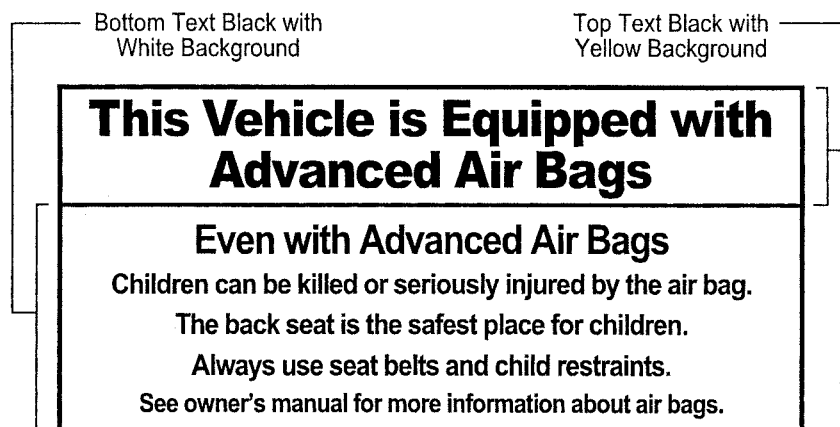 Bottom Text Black with
White Background
Top Text Black with
Yellow Background
This Vehicle is Equipped with
Advanced Air Bags
Even with Advanced Air Bags
Children can be killed or seriously injured by the air bag.
The back seat is the safest place for children.
Always use seat belts and child restraints.
See owner's manual for more information about air bags.